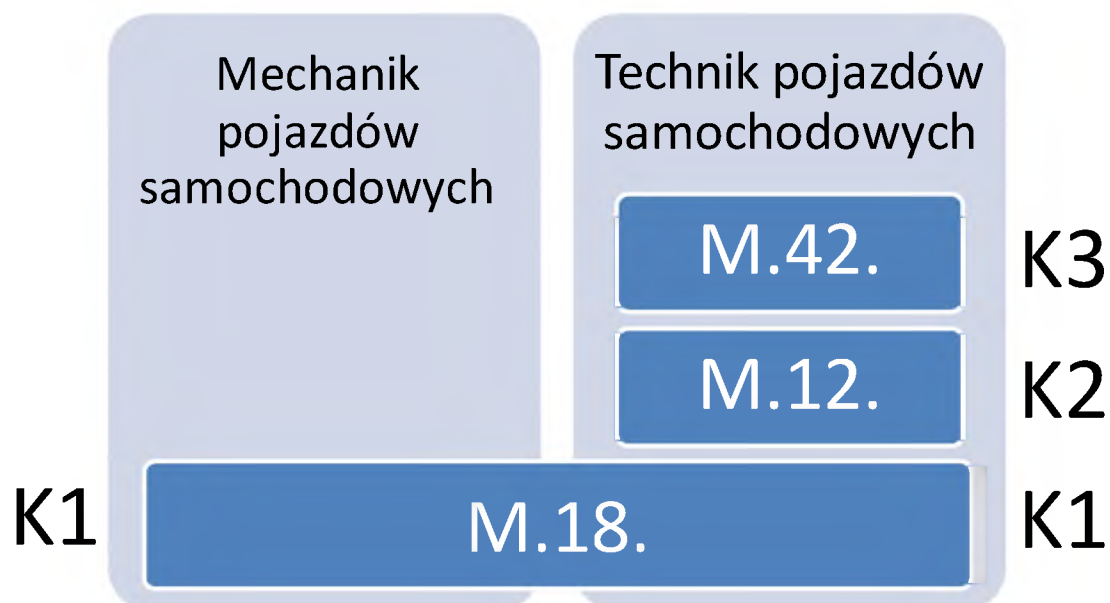 Mechanik
pojazdów
samochodowych
Technik pojazdów
samochodowych
M.42.
K3
M.12.
K2
K1
M.18.
K1